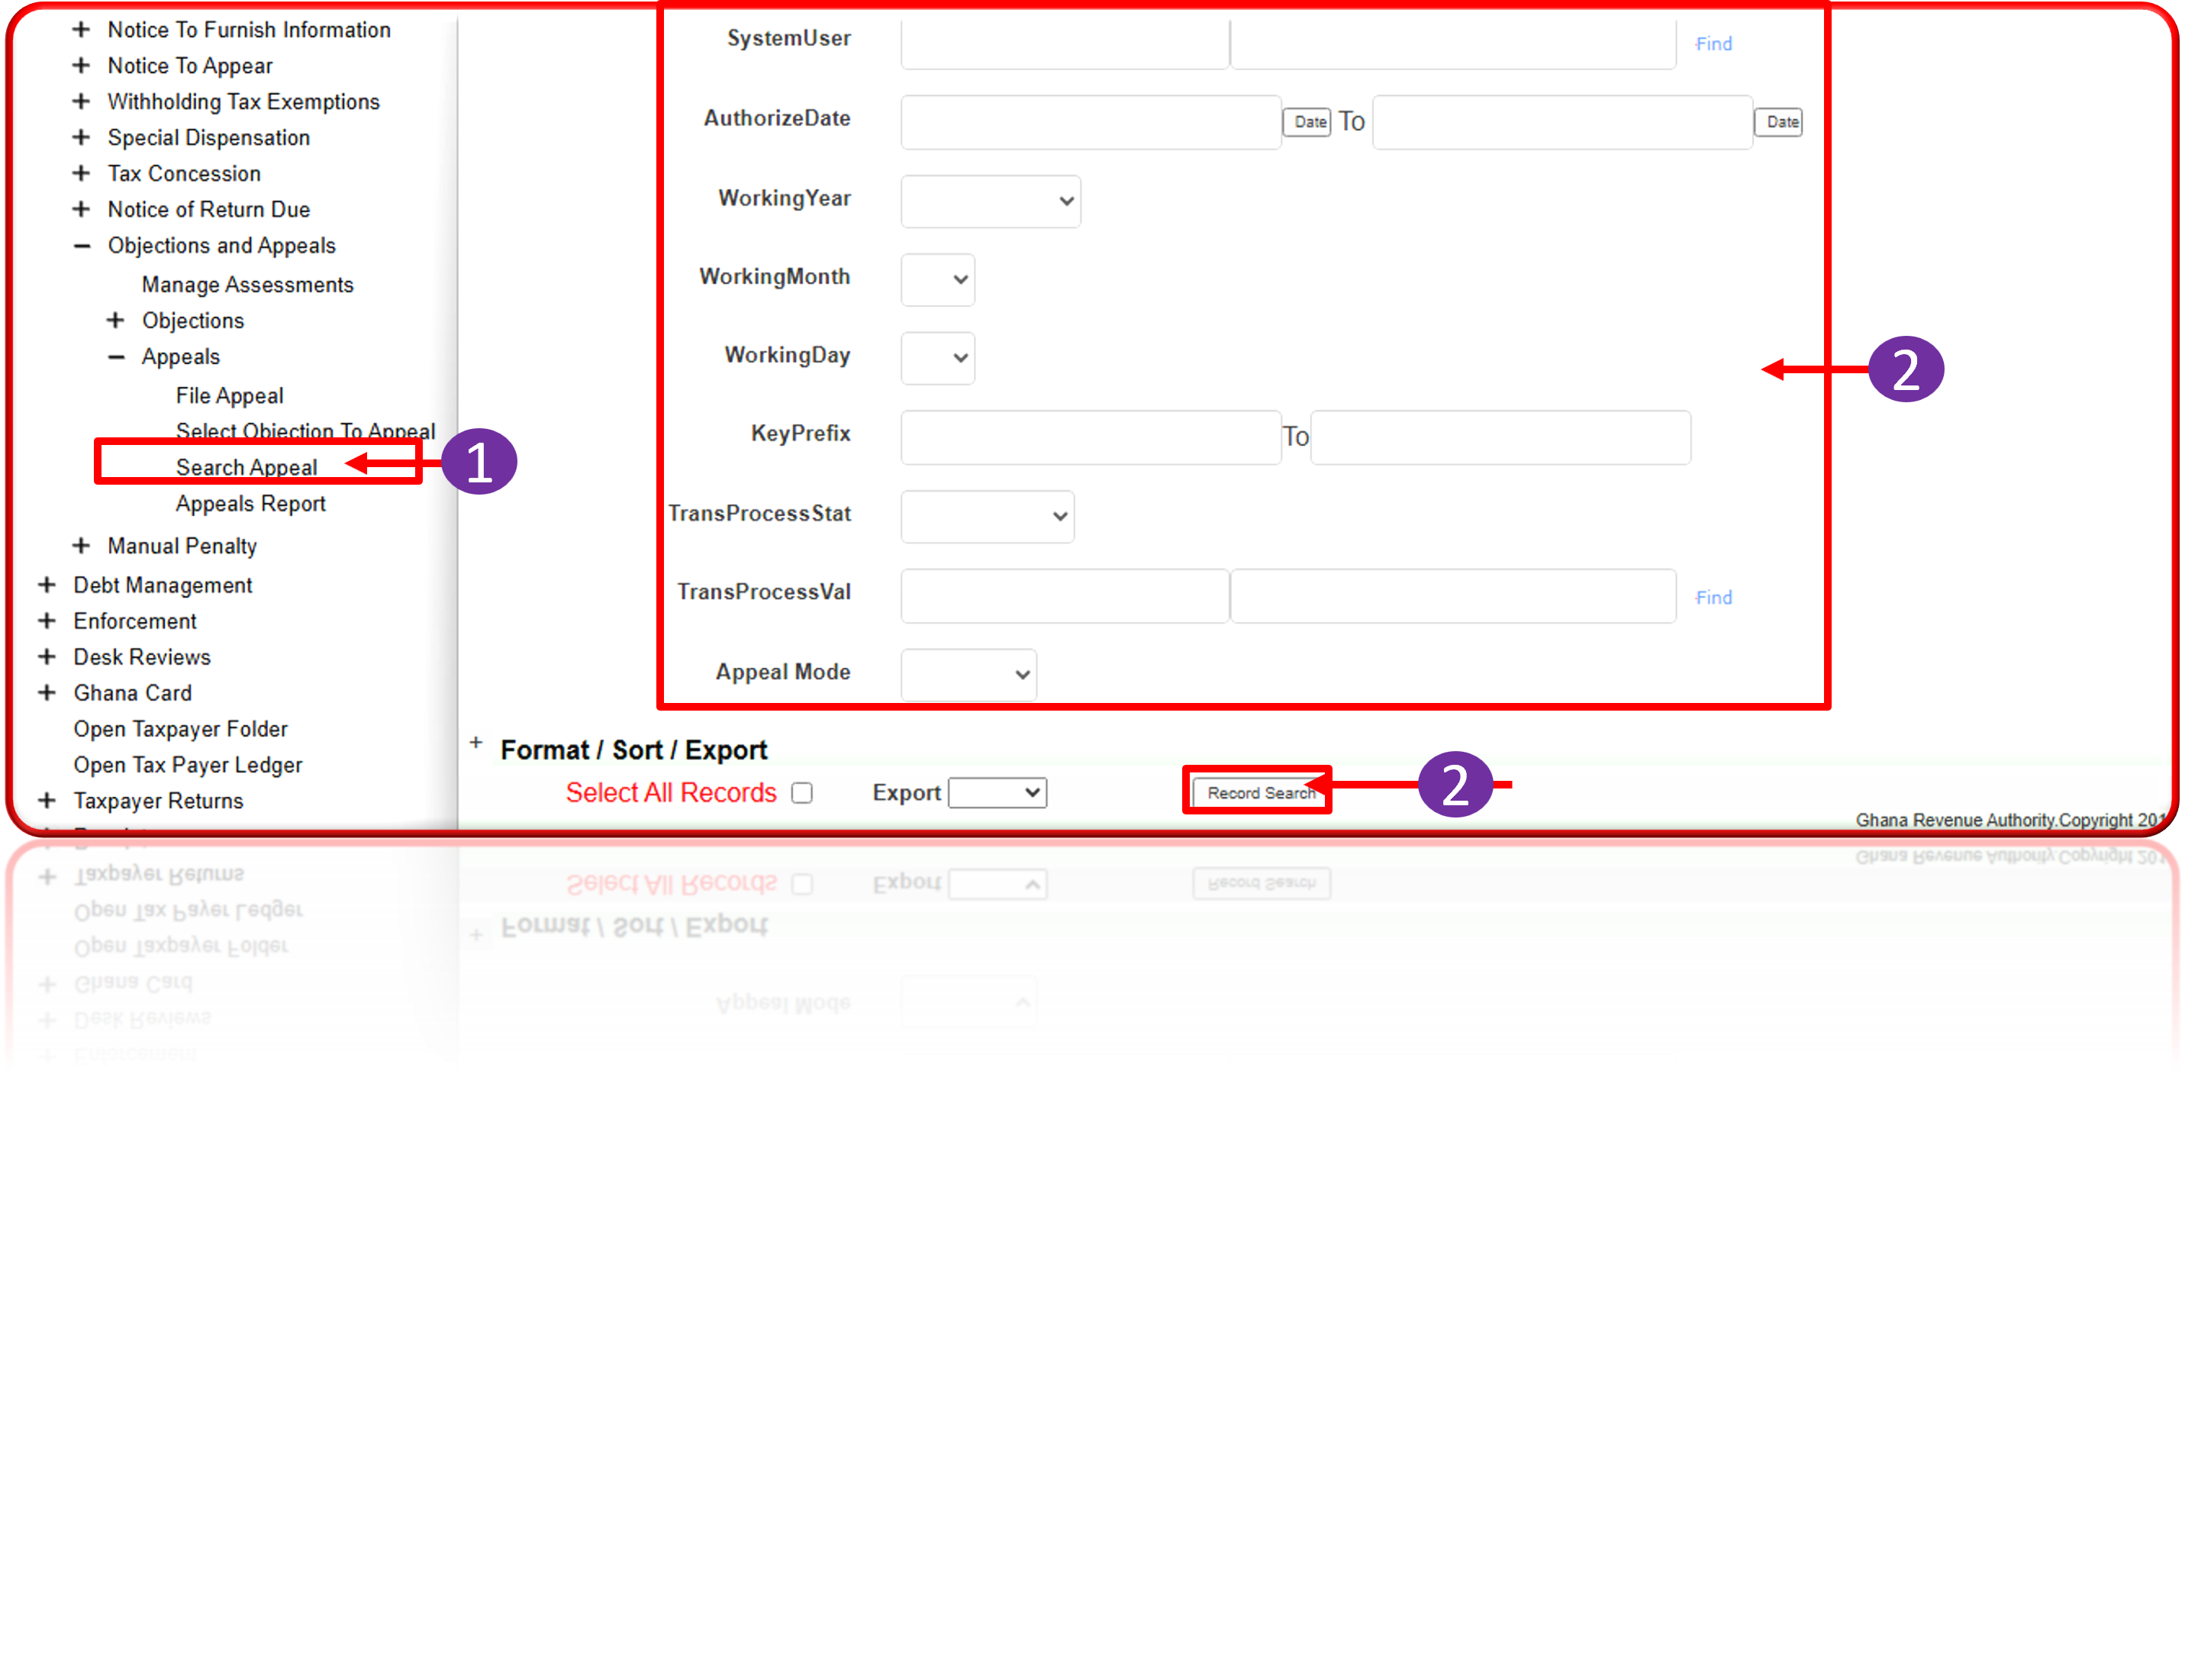 Notice To Furnish Information
Notice To Appear
Withholding Tax Exemptions
Special Dispensation
Tax Concession
Notice of Return Due
Objections and Appeals
Manage Assessments
Objections
Appeals
File Appeal
Select Objection To Appeal
Search Appeal
1
Appeals Report
Manual Penalty
Debt Management
Enforcement
Desk Reviews
Ghana Card
Open Taxpayer Folder
Open Tax Payer Ledger
Taxpayer Returns
SystemUser Find
AuthorizeDate Date To Date
WorkingYear
WorkingMonth
WorkingDay
2
KeyPrefix To
TransProcessStat
TransProcessVal Find
Appeal Mode
+ Format / Sort / Export
Select All Records Export Record Search 2
Ghana Revenue Authority.Copyright 201